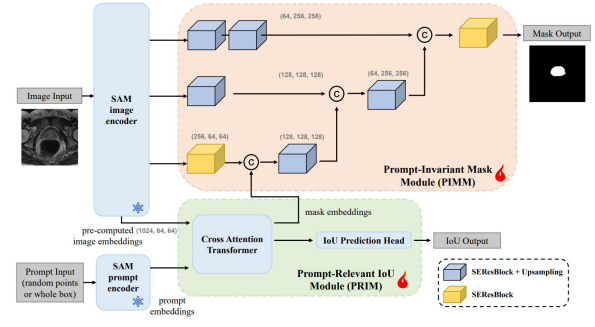 (64, 256, 256)
C
Mask Output
Image Input
SAM
image
encoder
(128, 128, 128)
C
(64, 256, 256)
(256, 64, 64)
C
(128, 128, 128)
Prompt-Invariant Mask
Module (PIMM)
mask embeddings
pre-computed
image embeddings
(1024, 64, 64)
Cross Attention
Transformer
IoU Prediction Head
IoU Output
Prompt Input
(random points
or whole box)
SAM
prompt
encoder
prompt
embeddings
Prompt-Relevant IoU
Module (PRIM)
SEResBlock + Upsampling
SEResBlock